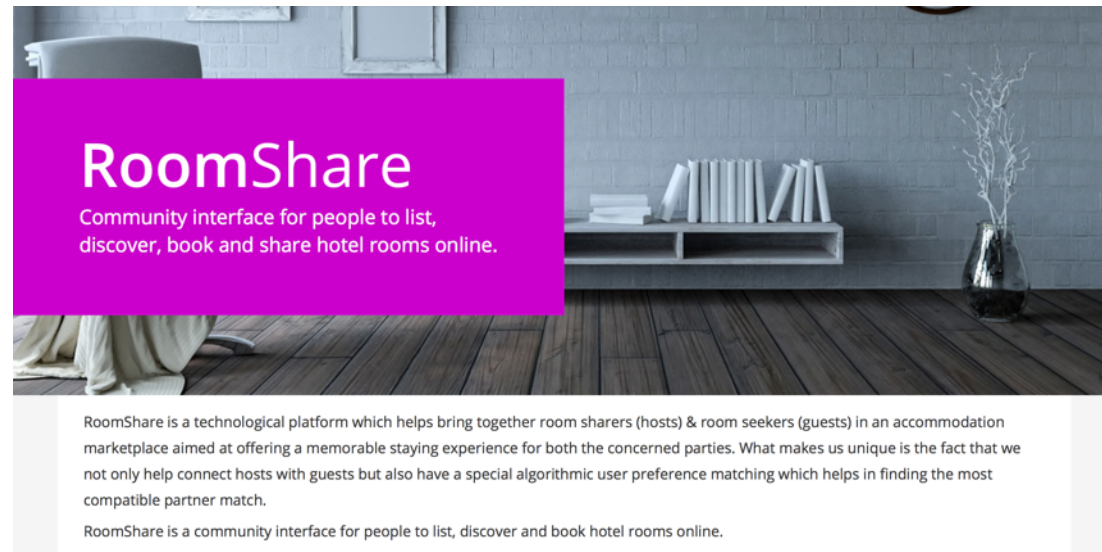 RoomShare
Community interface for people to list,
discover, book and share hotel rooms online.
RoomShare is a technological platform which helps bring together room sharers (hosts) & room seekers (guests) in an accommodation
marketplace aimed at offering a memorable staying experience for both the concerned parties. What makes us unique is the fact that we
not only help connect hosts with guests but also have a special algorithmic user preference matching which helps in finding the most
compatible partner match.
RoomShare is a community interface for people to list, discover and book hotel rooms online.